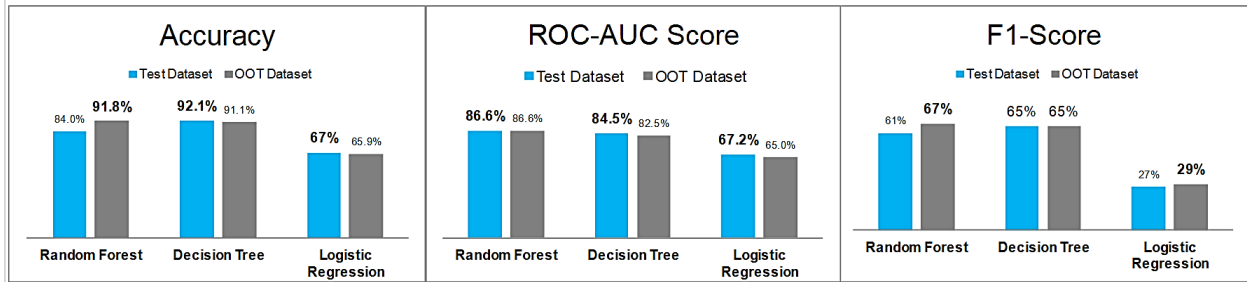 Accuracy
Test Dataset OOT Dataset
84.0% 91.8% 92.1% 91.1% 67% 65.9%
Random Forest Decision Tree Logistic
Regression
ROC-AUC Score
Test Dataset OOT Dataset
86.6% 86.6% 84.5% 82.5% 67.2% 65.0%
Random Forest Decision Tree Logistic
Regression
F1-Score
Test Dataset OOT Dataset
61% 67% 65% 65% 27% 29%
Random Forest Decision Tree Logistic
Regression